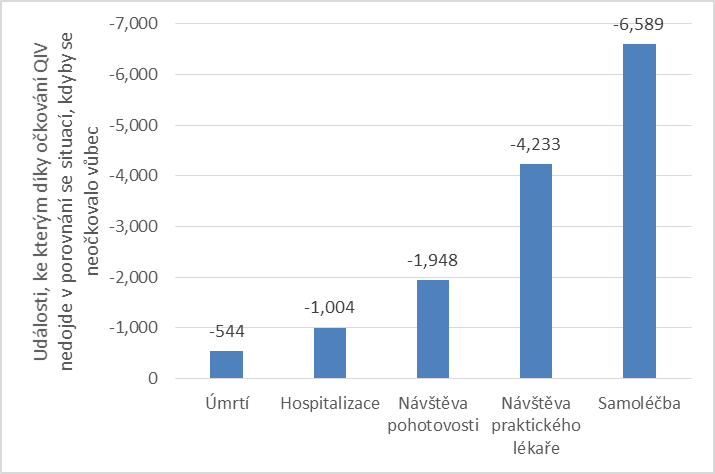 Události, ke kterým díky očkování QIV
nedojde v porovnání se situací, kdyby se
neočkovalo vůbec
-7,000
-6,000
-5,000
-4,000
-3,000
-2,000
-1,000
0
-544
-1,004
-1,948
-4,233
-6,589
Úmrtí
Hospitalizace
Návštěva
pohotovosti
Návštěva
praktického
lékaře
Samoléčba